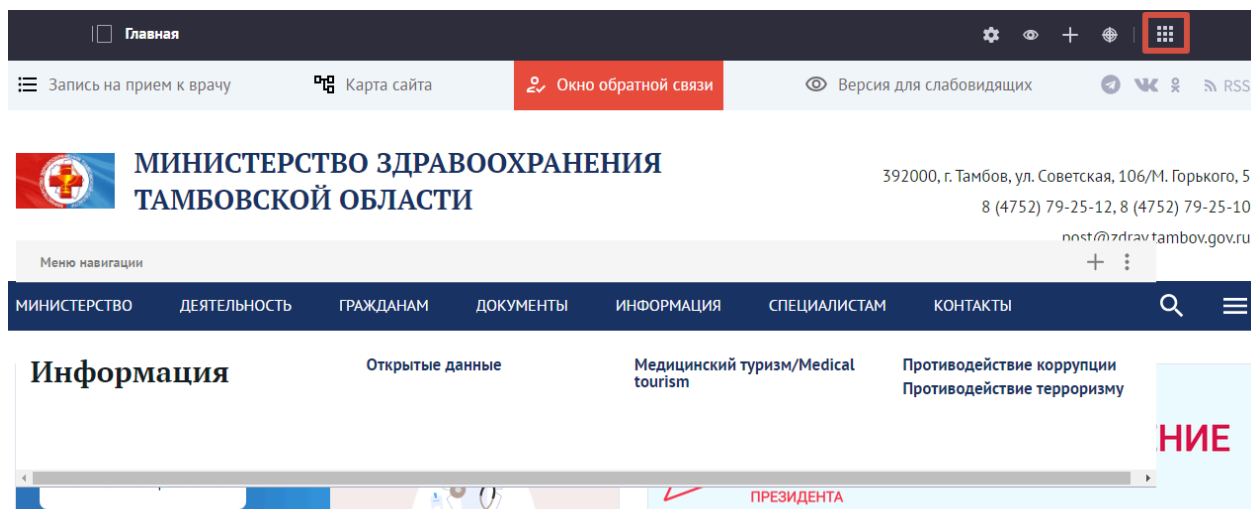 Главная
Запись на прием к врачу
Карта сайта
Окно обратной связи
Версия для слабовидящих
RSS
МИНИСТЕРСТВО ЗДРАВООХРАНЕНИЯ
ТАМБОВСКОЙ ОБЛАСТИ
392000, г. Тамбов, ул. Советская, 106/М. Горького, 5
8 (4752) 79-25-12, 8 (4752) 79-25-10
post@zdrav.tambov.gov.ru
Меню навигации
МИНИСТЕРСТВО ДЕЯТЕЛЬНОСТЬ ГРАЖДАНАМ ДОКУМЕНТЫ ИНФОРМАЦИЯ СПЕЦИАЛИСТАМ КОНТАКТЫ
Информация
Открытые данные
Медицинский туризм/Medical
tourism
Противодействие коррупции
Противодействие терроризму
НИЕ
ПРЕЗИДЕНТА